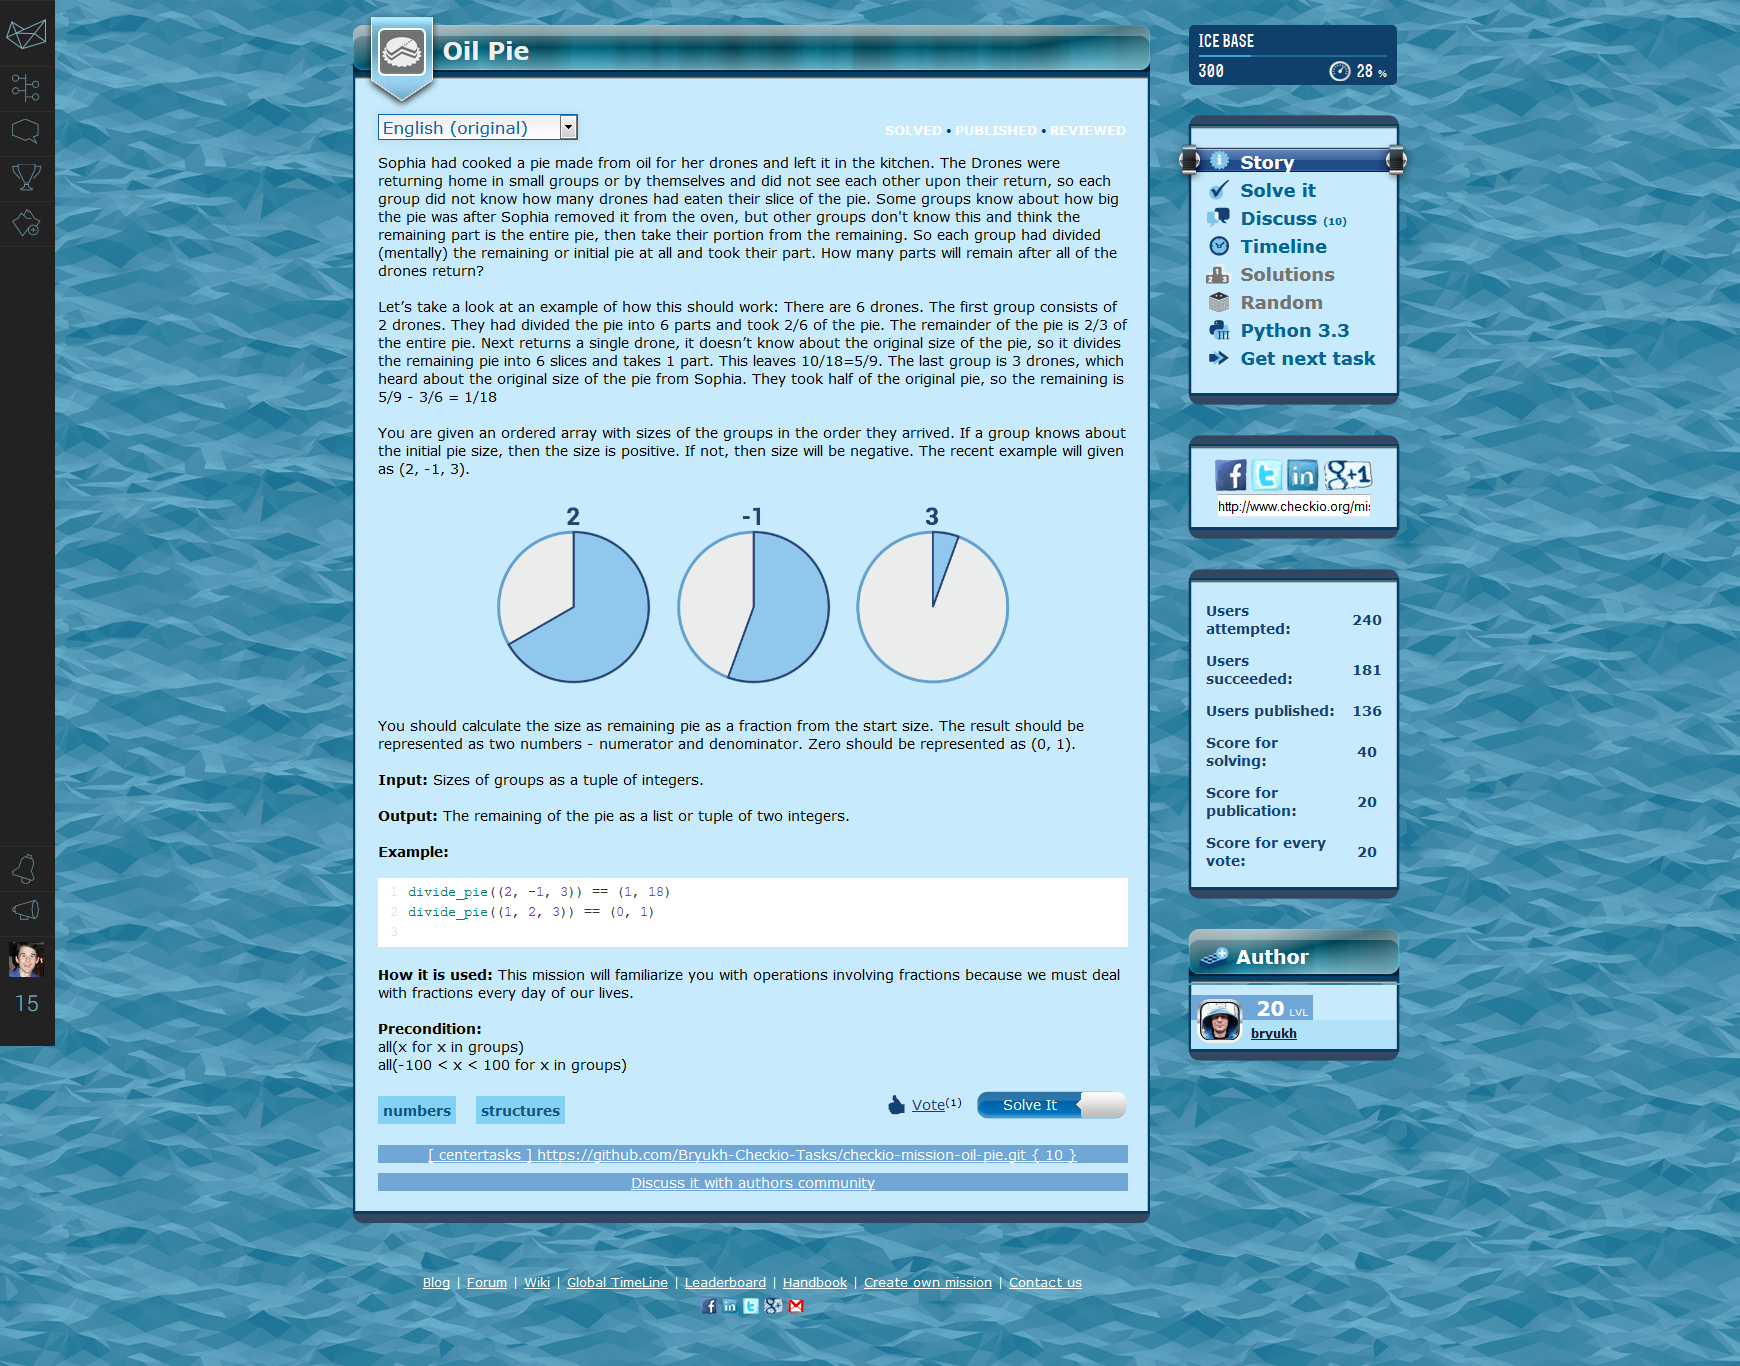 Oil Pie
English (original)
SOLVED • PUBLISHED • REVIEWED
Sophia had cooked a pie made from oil for her drones and left it in the kitchen. The Drones were
returning home in small groups or by themselves and did not see each other upon their return, so each
group did not know how many drones had eaten their slice of the pie. Some groups know about how big
the pie was after Sophia removed it from the oven, but other groups don't know this and think the
remaining part is the entire pie, then take their portion from the remaining. So each group had divided
(mentally) the remaining or initial pie at all and took their part. How many parts will remain after all of the
drones return?
Let’s take a look at an example of how this should work: There are 6 drones. The first group consists of
2 drones. They had divided the pie into 6 parts and took 2/6 of the pie. The remainder of the pie is 2/3 of
the entire pie. Next returns a single drone, it doesn’t know about the original size of the pie, so it divides
the remaining pie into 6 slices and takes 1 part. This leaves 10/18=5/9. The last group is 3 drones, which
heard about the original size of the pie from Sophia. They took half of the original pie, so the remaining is
5/9 - 3/6 = 1/18
You are given an ordered array with sizes of the groups in the order they arrived. If a group knows about
the initial pie size, then the size is positive. If not, then size will be negative. The recent example will given
as (2, -1, 3).
2 -1 3
You should calculate the size as remaining pie as a fraction from the start size. The result should be
represented as two numbers - numerator and denominator. Zero should be represented as (0, 1).
Input: Sizes of groups as a tuple of integers.
Output: The remaining of the pie as a list or tuple of two integers.
Example:
1 divide_pie((2, -1, 3)) == (1, 18)
2 divide_pie((1, 2, 3)) == (0, 1)
3
How it is used: This mission will familiarize you with operations involving fractions because we must deal
with fractions every day of our lives.
Precondition:
all(x for x in groups)
all(-100 < x < 100 for x in groups)
numbers structures
Vote(1) Solve It
[ centertasks ] https://github.com/Bryukh-Checkio-Tasks/checkio-mission-oil-pie.git { 10 }
Discuss it with authors community
Blog | Forum | Wiki | Global TimeLine | Leaderboard | Handbook | Create own mission | Contact us
15
ICE BASE
300 28 %
Story
Solve it
Discuss (10)
Timeline
Solutions
Random
Python 3.3
Get next task
http://www.checkio.org/mi
Users
attempted: 240
Users
succeeded: 181
Users published: 136
Score for
solving: 40
Score for
publication: 20
Score for every
vote: 20
Author
20 LVL
bryukh